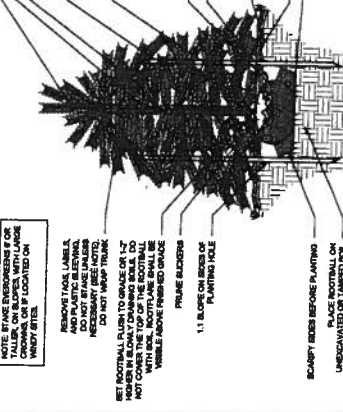 NOTE: STAKE EVERGREENS 6' OR
TALLER, ON SLOPES, WITH LARGE
CROWNS, OR IF LOCATED ON
WINDY SITES.
REMOVE TAGS, LABELS,
AND PLASTIC SLEEVING,
DO NOT STAKE UNLESS
NECESSARY (SEE NOTE),
DO NOT WRAP TRUNK
SET ROOTBALL FLUSH TO GRADE OR 1-2"
HIGHER IN SLOWLY DRAINING SOILS. DO
NOT COVER THE TOP OF THE ROOTBALL
WITH SOIL. ROOTFLARE SHALL BE
VISIBLE ABOVE FINISHED GRADE
PRUNE SUCKERS
1:1 SLOPE ON SIDES OF
PLANTING HOLE
SCARIFY SIDES BEFORE PLANTING
PLACE ROOTBALL ON
UNEXCAVATED OR TAMPED SOIL